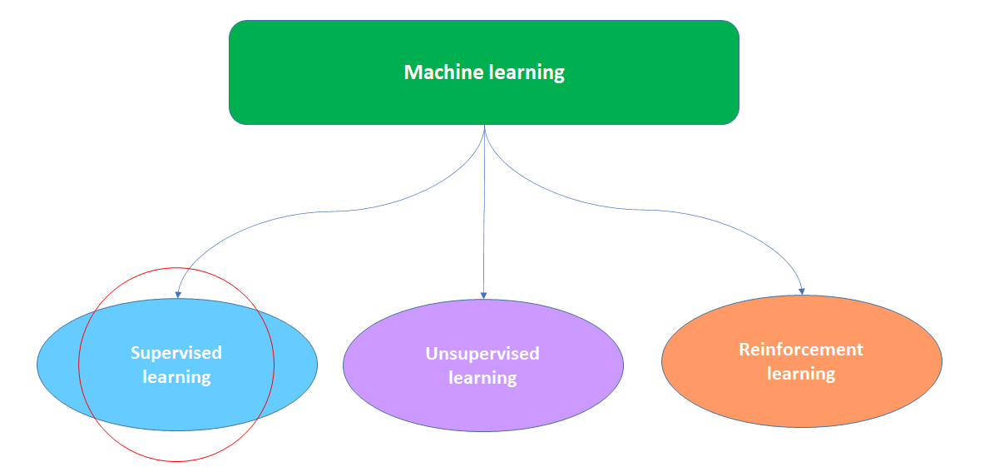 Machine learning
Supervised
learning
Unsupervised
learning
Reinforcement
learning